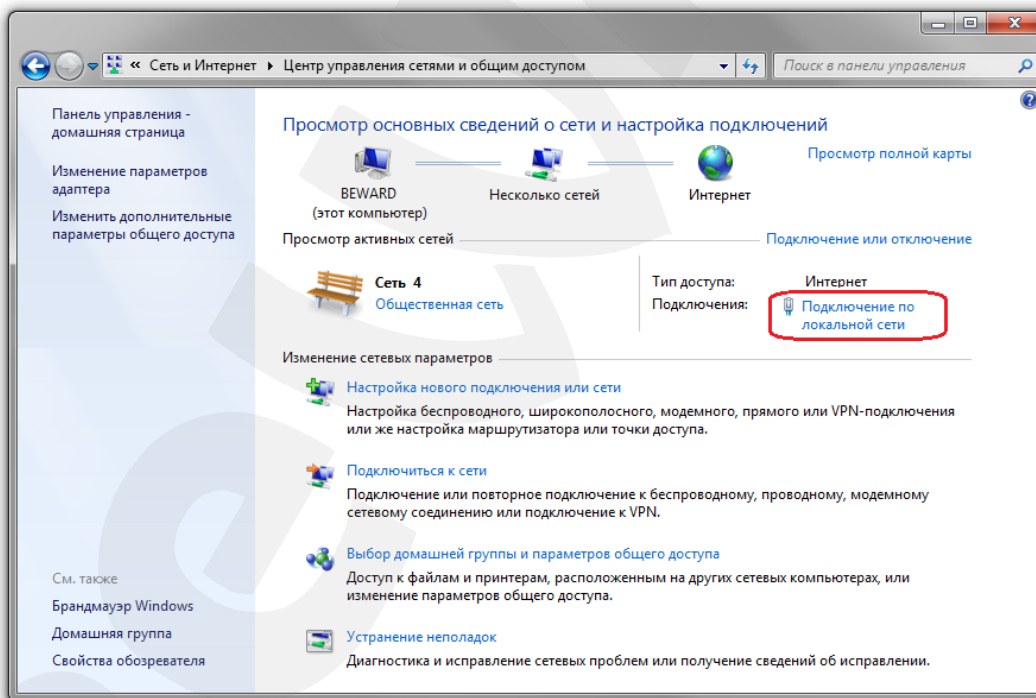 « Сеть и Интернет ▸ Центр управления сетями и общим доступом
Поиск в панели управления
Панель управления -
домашняя страница
Изменение параметров
адаптера
Изменить дополнительные
параметры общего доступа
Просмотр основных сведений о сети и настройка подключений
Просмотр полной карты
BEWARD
(этот компьютер)
Несколько сетей
Интернет
Просмотр активных сетей
Подключение или отключение
Сеть 4
Общественная сеть
Тип доступа: Интернет
Подключения: Подключение по
локальной сети
Изменение сетевых параметров
Настройка нового подключения или сети
Настройка беспроводного, широкополосного, модемного, прямого или VPN-подключения
или же настройка маршрутизатора или точки доступа.
Подключиться к сети
Подключение или повторное подключение к беспроводному, проводному, модемному
сетевому соединению или подключение к VPN.
Выбор домашней группы и параметров общего доступа
Доступ к файлам и принтерам, расположенным на других сетевых компьютерах, или
изменение параметров общего доступа.
Устранение неполадок
Диагностика и исправление сетевых проблем или получение сведений об исправлении.
См. также
Брандмауэр Windows
Домашняя группа
Свойства обозревателя